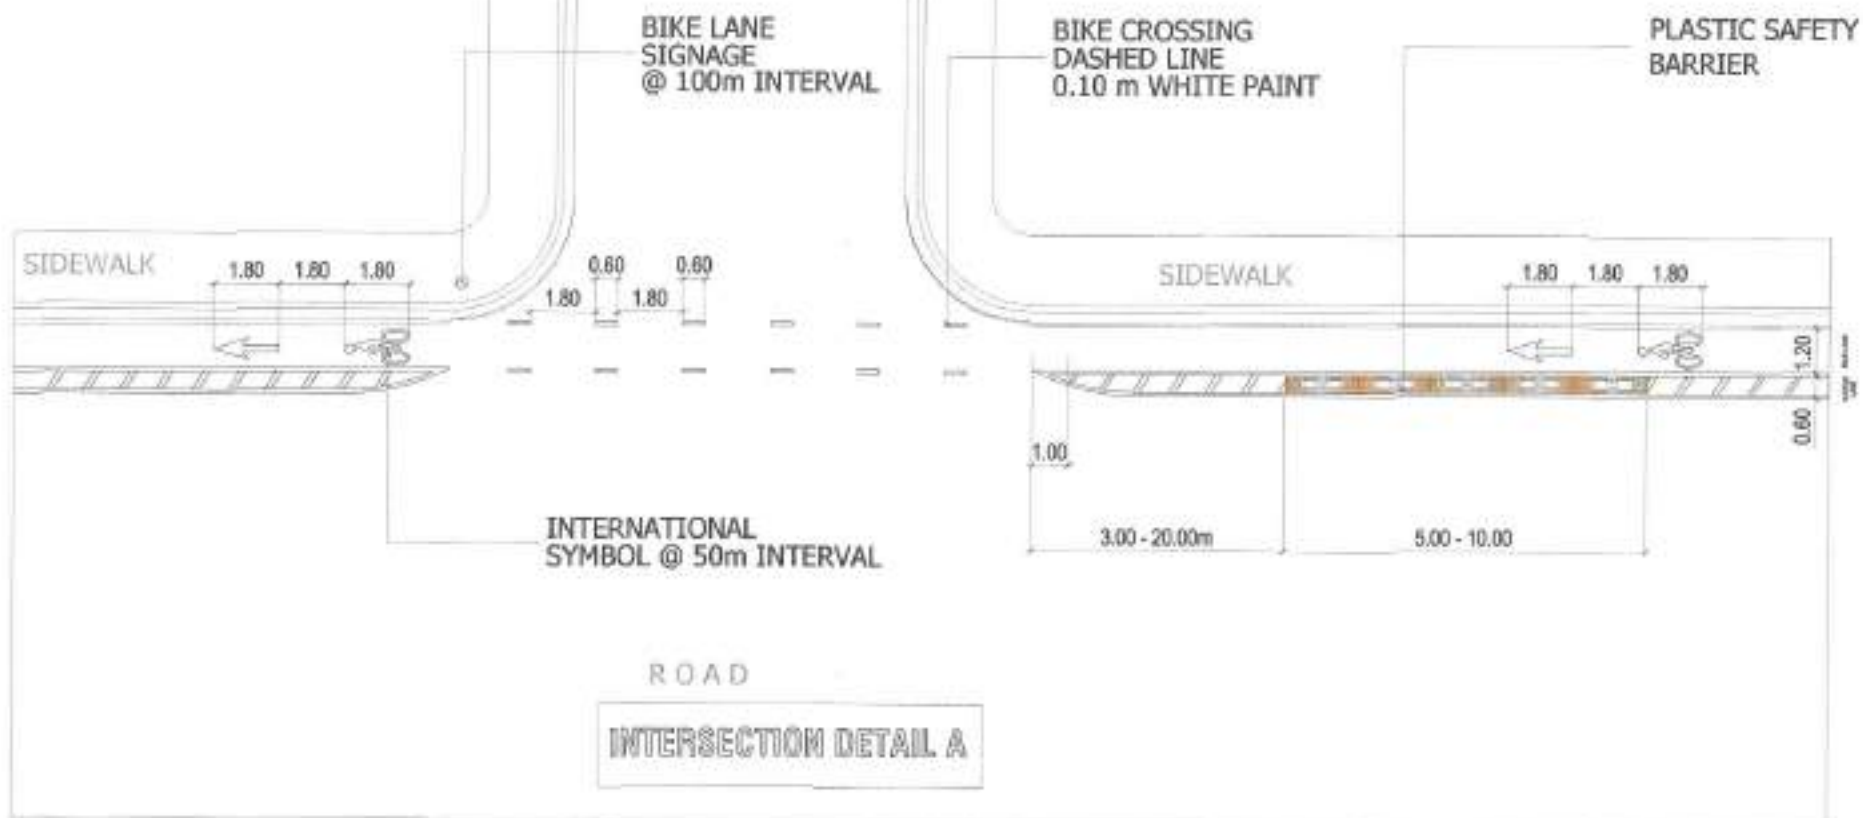 BIKE LANE
SIGNAGE
@ 100m INTERVAL
BIKE CROSSING
DASHED LINE
0.10 m WHITE PAINT
PLASTIC SAFETY
BARRIER
SIDEWALK
1.80 1.80 1.80
0.60 0.60
1.80 1.80
SIDEWALK
1.80 1.80 1.80
1.20
0.60
1.00
3.00 - 20.00m
5.00 - 10.00
INTERNATIONAL
SYMBOL @ 50m INTERVAL
ROAD
INTERSECTION DETAIL A